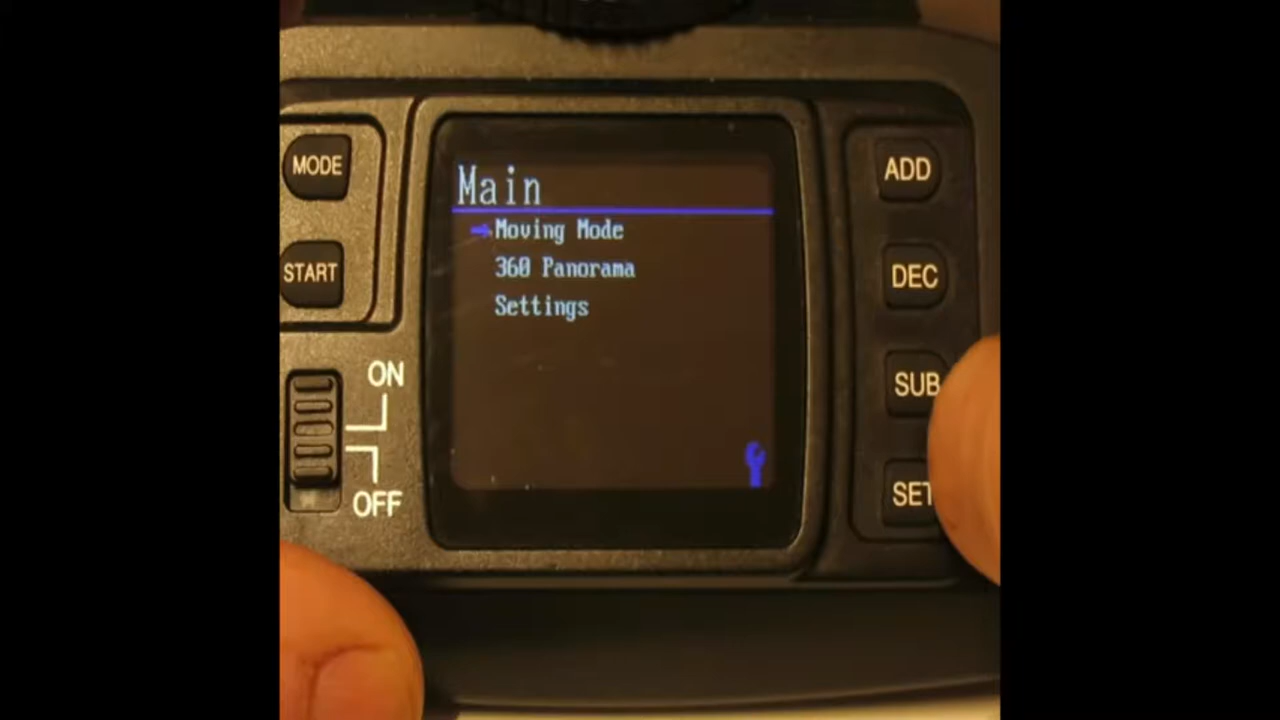 MODE
START
ON
OFF
Main
Moving Mode
360 Panorama
Settings
ADD
DEC
SUB
SET